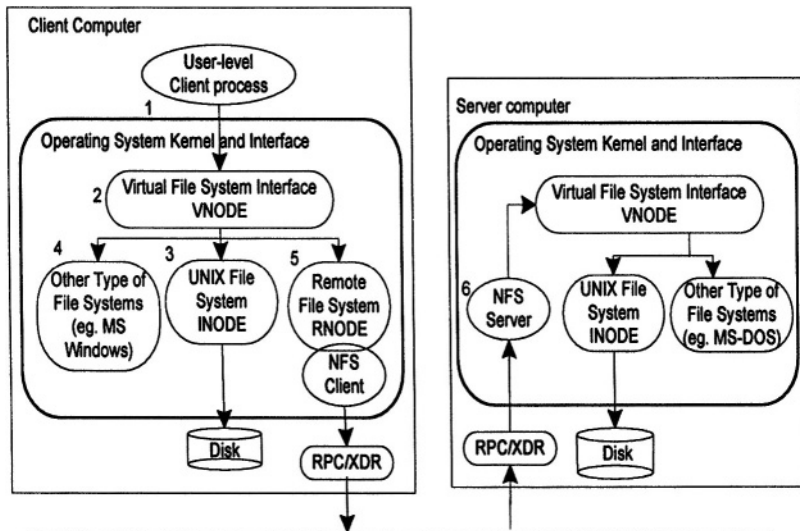 Client Computer
User-level
Client process
1
Operating System Kernel and Interface
2
Virtual File System Interface
VNODE
4
Other Type of
File Systems
(eg. MS
Windows)
3
UNIX File
System
INODE
5
Remote
File System
RNODE
NFS
Client
Disk
RPC/XDR
Server computer
Operating System Kernel and Interface
Virtual File System Interface
VNODE
6
NFS
Server
UNIX File
System
INODE
Other Type of
File Systems
(eg. MS-DOS)
RPC/XDR
Disk